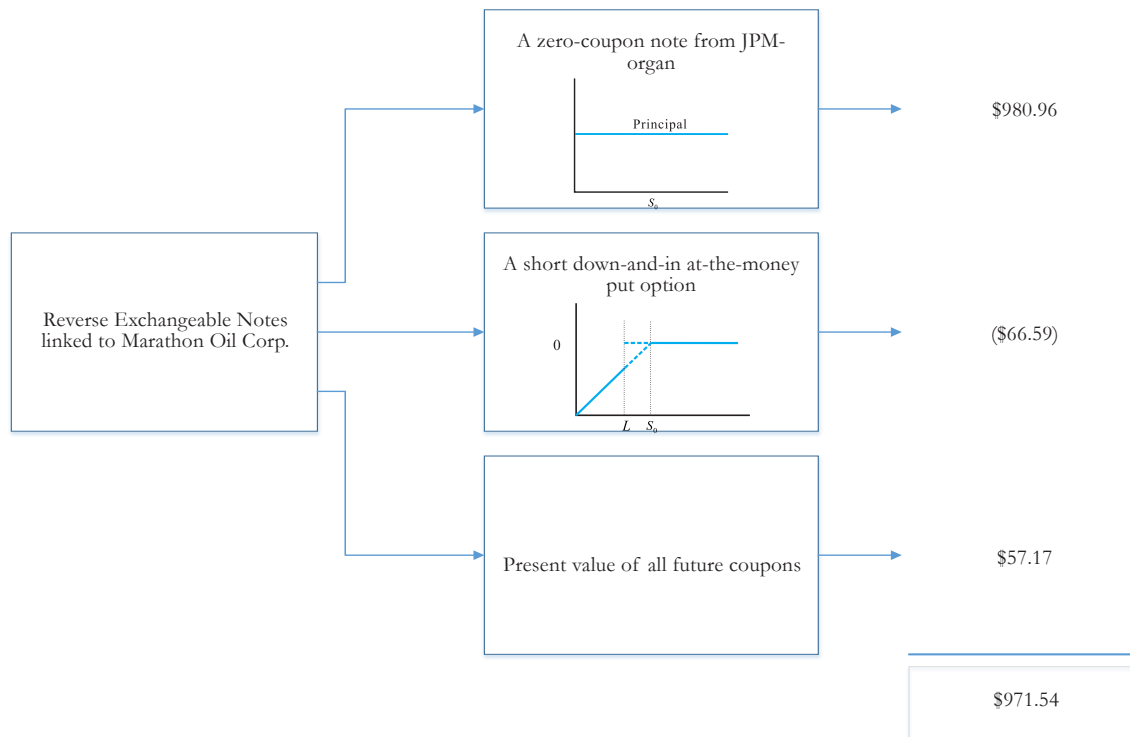 A zero-coupon note from JPM-
organ
Principal
S₀
$980.96
Reverse Exchangeable Notes
linked to Marathon Oil Corp.
A short down-and-in at-the-money
put option
0
L S₀
($66.59)
Present value of all future coupons
$57.17
$971.54